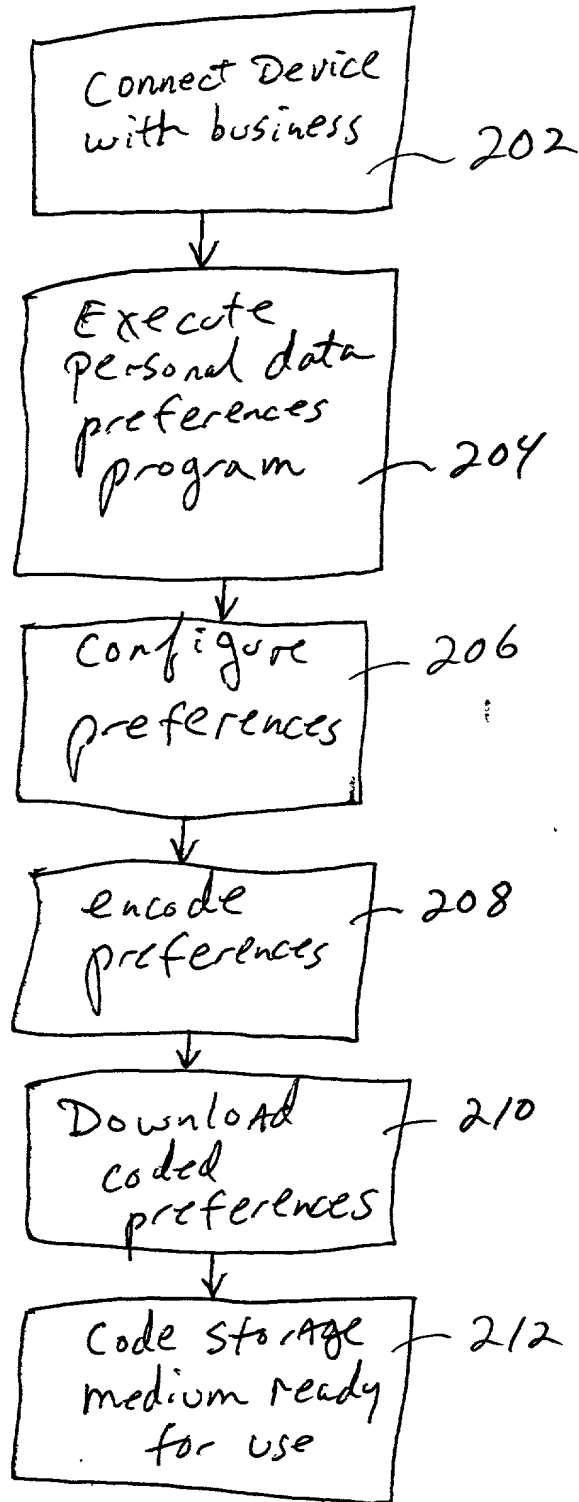 Connect Device
with business
202
Execute
personal data
preferences
program
204
Configure
preferences
206
encode
preferences
208
DownloAd
coded
preferences
210
Code StorAge
medium ready
for use
212